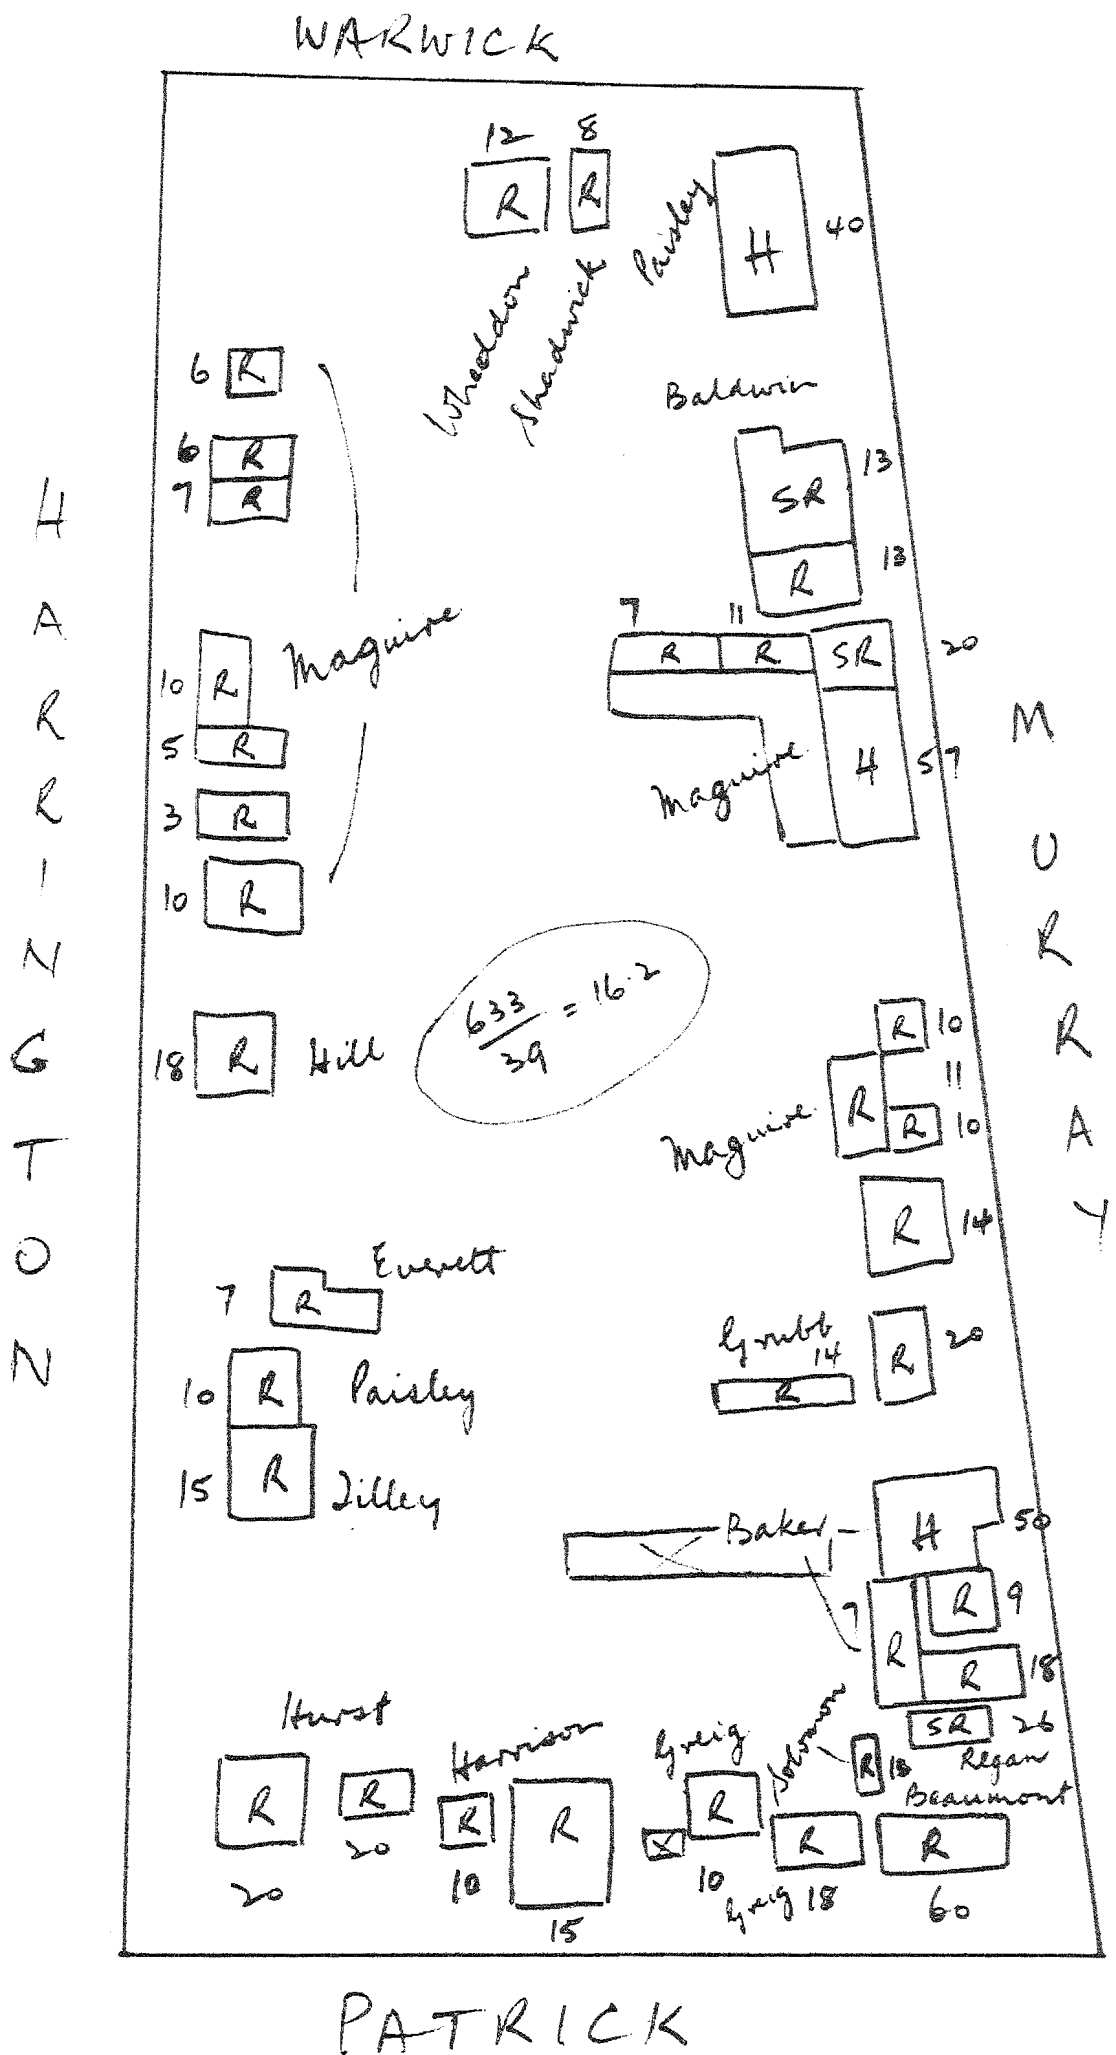 WARWICK
12 8
R R
Paisley
H 40
Wheddon
Shadwick
6 R
Baldwin
6 R
7 R
SR 13
R 13
Maguire
7 11
R R SR 20
10 R
5 R
3 R
10 R
Maguire
H 57
HARRINGTON
MURRAY
633/39 = 16.2
18 R Hill
R 10
Maguire
R 11
R 10
R 14
7 R Everett
Grubb
14
R
R 20
10 R Paisley
15 R Lilley
Baker
H 50
7 R
R 9
R 18
SR 26
Regan
Solomon
R
Beaumont
Hurst
R
20
R
20
Harrison
R
10
R
15
Greig
R
10
R
Greig 18
R
60
PATRICK